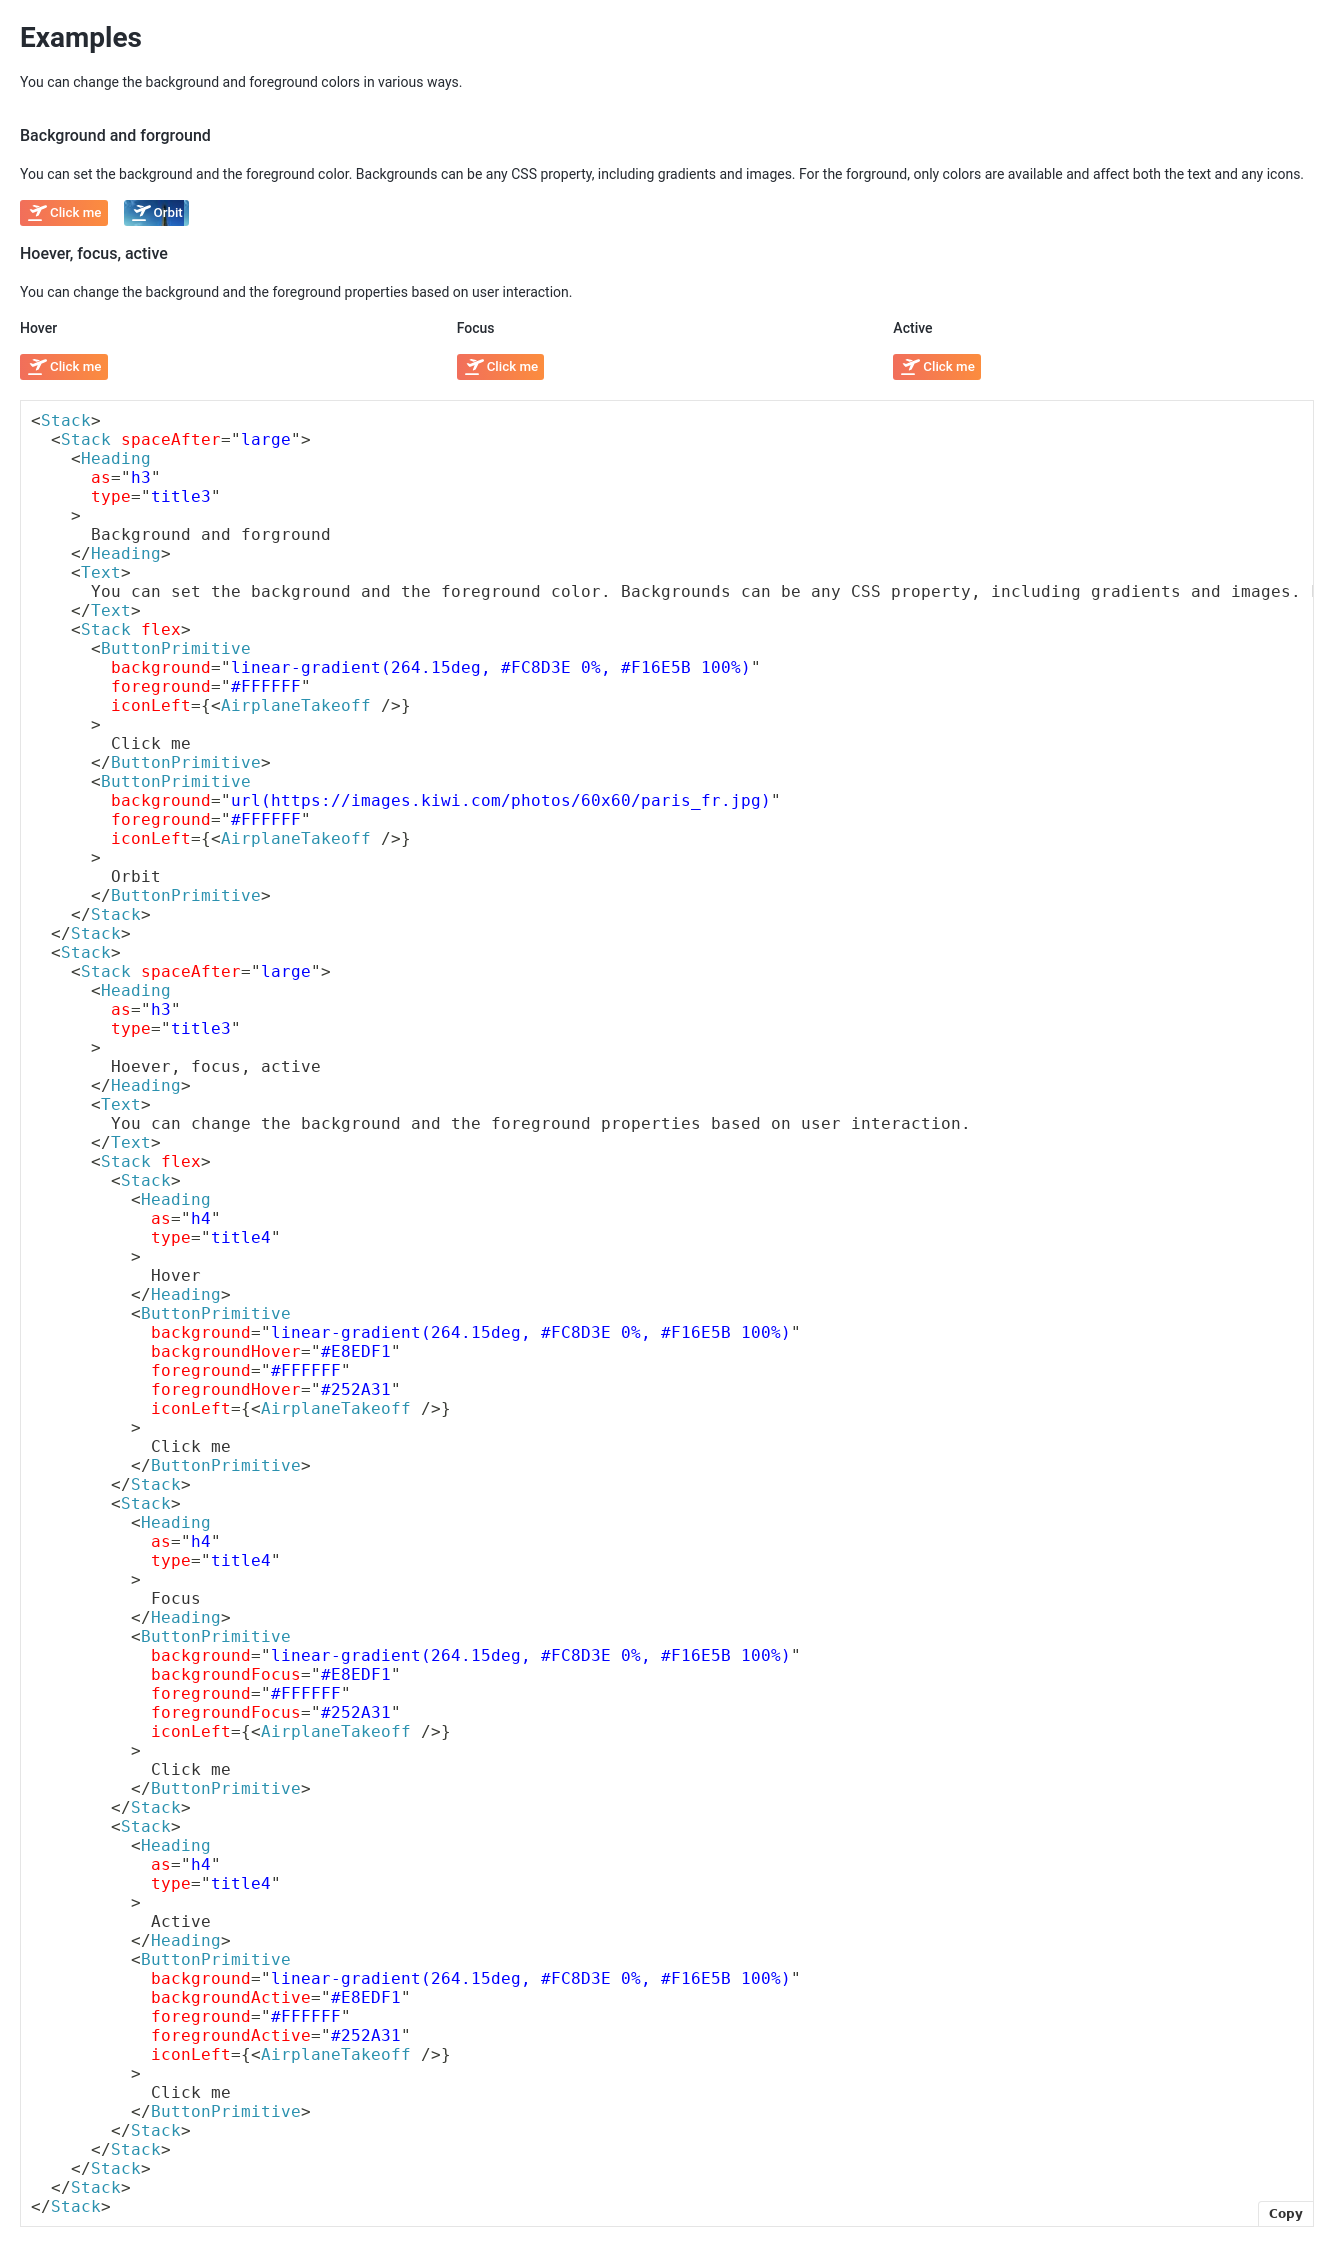 Examples
You can change the background and foreground colors in various ways.
Background and forground
You can set the background and the foreground color. Backgrounds can be any CSS property, including gradients and images. For the forground, only colors are available and affect both the text and any icons.
Click me Orbit
Hoever, focus, active
You can change the background and the foreground properties based on user interaction.
Hover Focus Active
Click me Click me Click me
<Stack>
  <Stack spaceAfter="large">
    <Heading
      as="h3"
      type="title3"
    >
      Background and forground
    </Heading>
    <Text>
      You can set the background and the foreground color. Backgrounds can be any CSS property, including gradients and images.
    </Text>
    <Stack flex>
      <ButtonPrimitive
        background="linear-gradient(264.15deg, #FC8D3E 0%, #F16E5B 100%)"
        foreground="#FFFFFF"
        iconLeft={<AirplaneTakeoff />}
      >
        Click me
      </ButtonPrimitive>
      <ButtonPrimitive
        background="url(https://images.kiwi.com/photos/60x60/paris_fr.jpg)"
        foreground="#FFFFFF"
        iconLeft={<AirplaneTakeoff />}
      >
        Orbit
      </ButtonPrimitive>
    </Stack>
  </Stack>
  <Stack>
    <Stack spaceAfter="large">
      <Heading
        as="h3"
        type="title3"
      >
        Hoever, focus, active
      </Heading>
      <Text>
        You can change the background and the foreground properties based on user interaction.
      </Text>
      <Stack flex>
        <Stack>
          <Heading
            as="h4"
            type="title4"
          >
            Hover
          </Heading>
          <ButtonPrimitive
            background="linear-gradient(264.15deg, #FC8D3E 0%, #F16E5B 100%)"
            backgroundHover="#E8EDF1"
            foreground="#FFFFFF"
            foregroundHover="#252A31"
            iconLeft={<AirplaneTakeoff />}
          >
            Click me
          </ButtonPrimitive>
        </Stack>
        <Stack>
          <Heading
            as="h4"
            type="title4"
          >
            Focus
          </Heading>
          <ButtonPrimitive
            background="linear-gradient(264.15deg, #FC8D3E 0%, #F16E5B 100%)"
            backgroundFocus="#E8EDF1"
            foreground="#FFFFFF"
            foregroundFocus="#252A31"
            iconLeft={<AirplaneTakeoff />}
          >
            Click me
          </ButtonPrimitive>
        </Stack>
        <Stack>
          <Heading
            as="h4"
            type="title4"
          >
            Active
          </Heading>
          <ButtonPrimitive
            background="linear-gradient(264.15deg, #FC8D3E 0%, #F16E5B 100%)"
            backgroundActive="#E8EDF1"
            foreground="#FFFFFF"
            foregroundActive="#252A31"
            iconLeft={<AirplaneTakeoff />}
          >
            Click me
          </ButtonPrimitive>
        </Stack>
      </Stack>
    </Stack>
  </Stack>
</Stack>
Copy